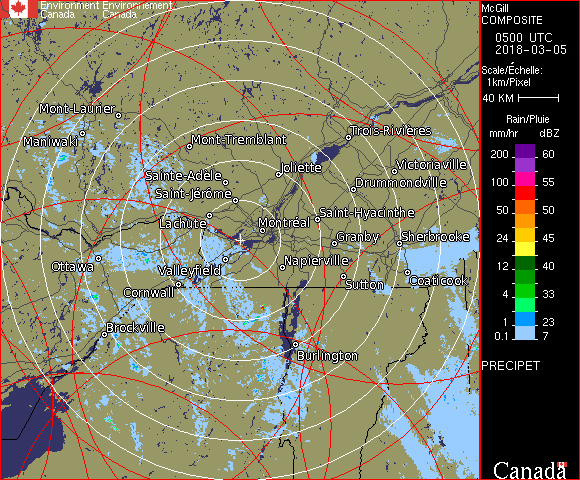 Environment Environnement
Canada Canada
McGill
COMPOSITE
0500 UTC
2018-03-05
Scale/Échelle:
1km/Pixel
40 KM
Rain/Pluie
mm/hr dBZ
200 60
100 55
50 50
24 45
12 40
4 33
1 23
0.1 7
PRECIPET
Canada
Mont-Laurier
Maniwaki
Mont-Tremblant
Trois-Rivières
Joliette
Victoriaville
Sainte-Adèle
Drummondville
Saint-Jérôme
Lachute
Saint-Hyacinthe
Montréal
Granby
Sherbrooke
Ottawa
Valleyfield
Napierville
Cornwall
Sutton
Coaticook
Brockville
Burlington